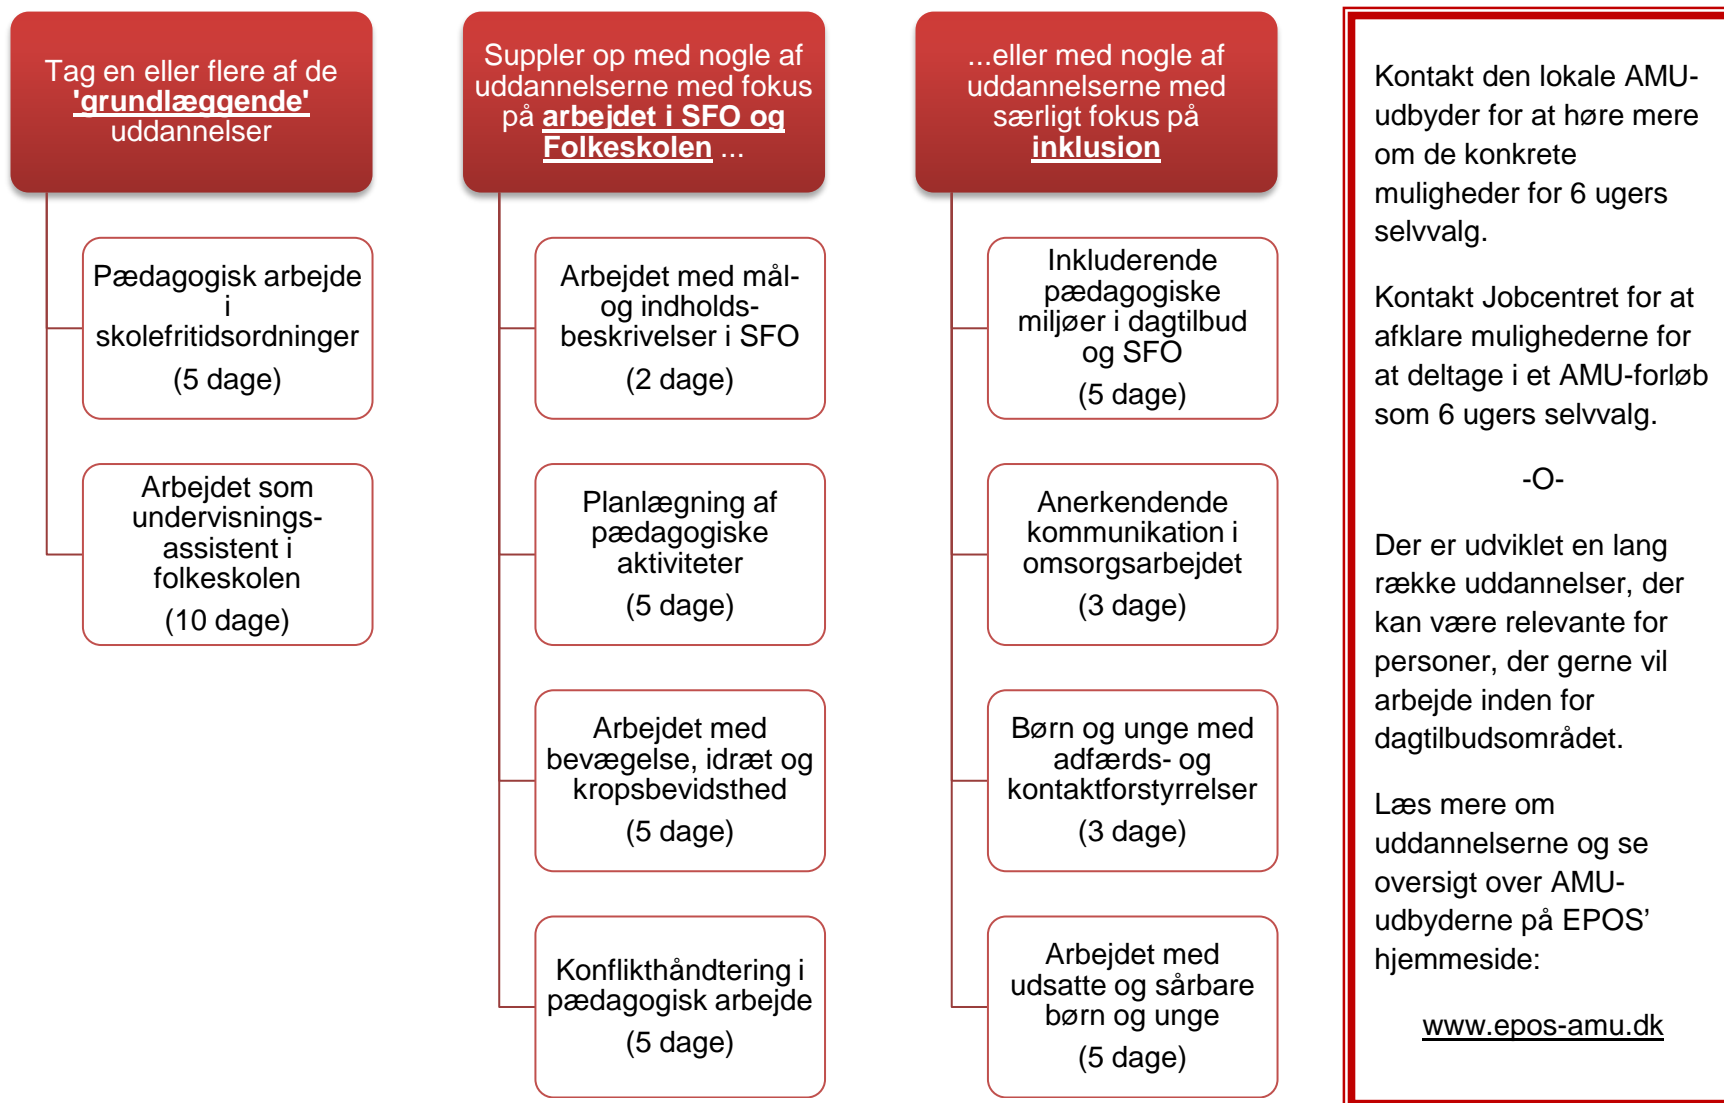 Tag en eller flere af de
'grundlæggende'
uddannelser
Pædagogisk arbejde
i
skolefritidsordninger
(5 dage)
Arbejdet som
undervisnings-
assistent i
folkeskolen
(10 dage)
Suppler op med nogle af
uddannelserne med fokus
på arbejdet i SFO og
Folkeskolen ...
Arbejdet med mål-
og indholds-
beskrivelser i SFO
(2 dage)
Planlægning af
pædagogiske
aktiviteter
(5 dage)
Arbejdet med
bevægelse, idræt og
kropsbevidsthed
(5 dage)
Konflikthåndtering i
pædagogisk arbejde
(5 dage)
...eller med nogle af
uddannelserne med
særligt fokus på
inklusion
Inkluderende
pædagogiske
miljøer i dagtilbud
og SFO
(5 dage)
Anerkendende
kommunikation i
omsorgsarbejdet
(3 dage)
Børn og unge med
adfærds- og
kontaktforstyrrelser
(3 dage)
Arbejdet med
udsatte og sårbare
børn og unge
(5 dage)
Kontakt den lokale AMU-
udbyder for at høre mere
om de konkrete
muligheder for 6 ugers
selvvalg.
Kontakt Jobcentret for at
afklare mulighederne for
at deltage i et AMU-forløb
som 6 ugers selvvalg.
-O-
Der er udviklet en lang
række uddannelser, der
kan være relevante for
personer, der gerne vil
arbejde inden for
dagtilbudsområdet.
Læs mere om
uddannelserne og se
oversigt over AMU-
udbyderne på EPOS’
hjemmeside:
www.epos-amu.dk